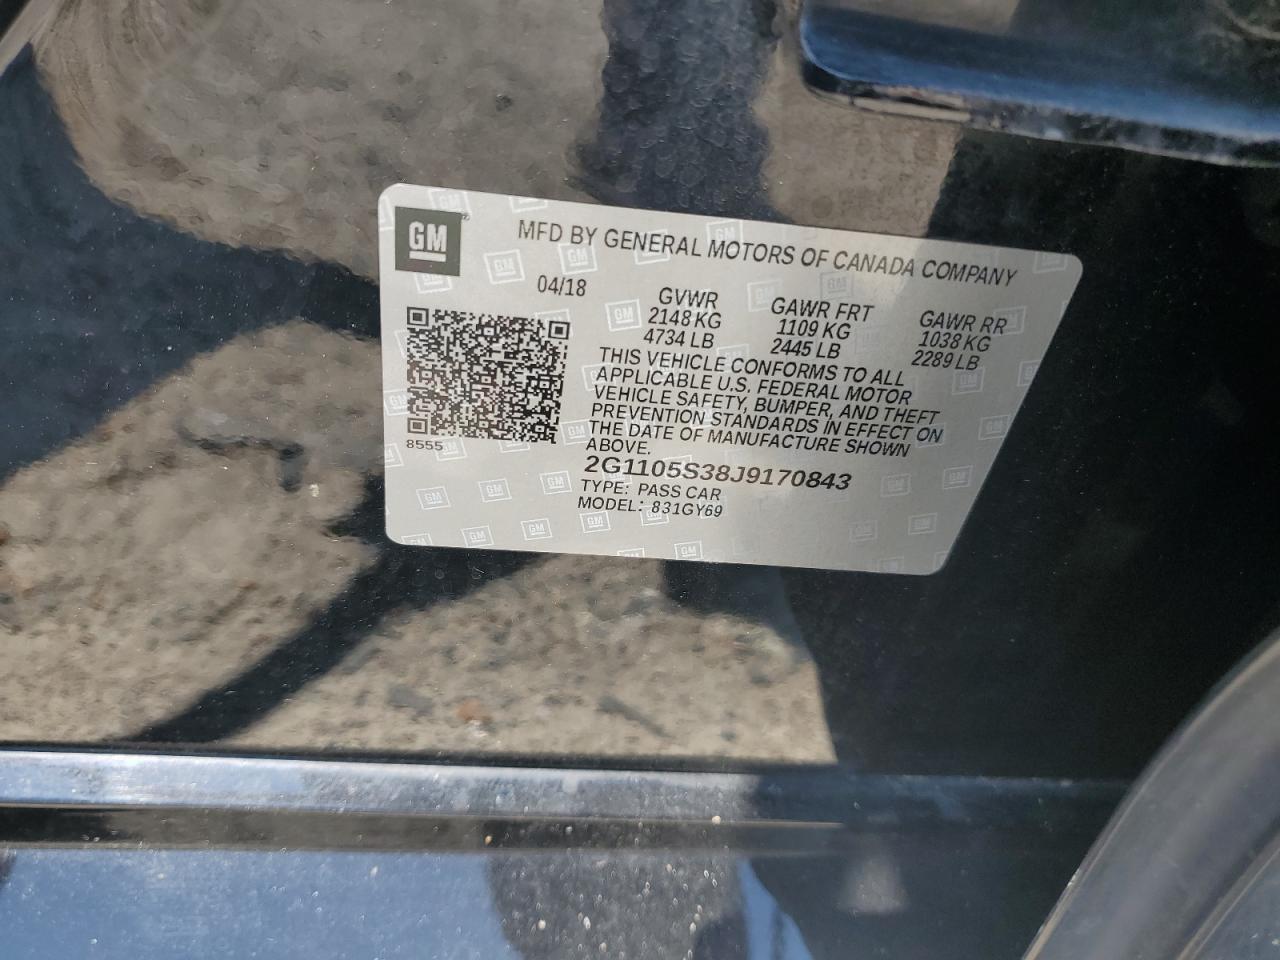 GM
MFD BY GENERAL MOTORS OF CANADA COMPANY
04/18
GVWR
2148 KG
4734 LB
GAWR FRT
1109 KG
2445 LB
GAWR RR
1038 KG
2289 LB
THIS VEHICLE CONFORMS TO ALL
APPLICABLE U.S. FEDERAL MOTOR
VEHICLE SAFETY, BUMPER, AND THEFT
PREVENTION STANDARDS IN EFFECT ON
THE DATE OF MANUFACTURE SHOWN
ABOVE.
8555
2G1105S38J9170843
TYPE: PASS CAR
MODEL: 831GY69